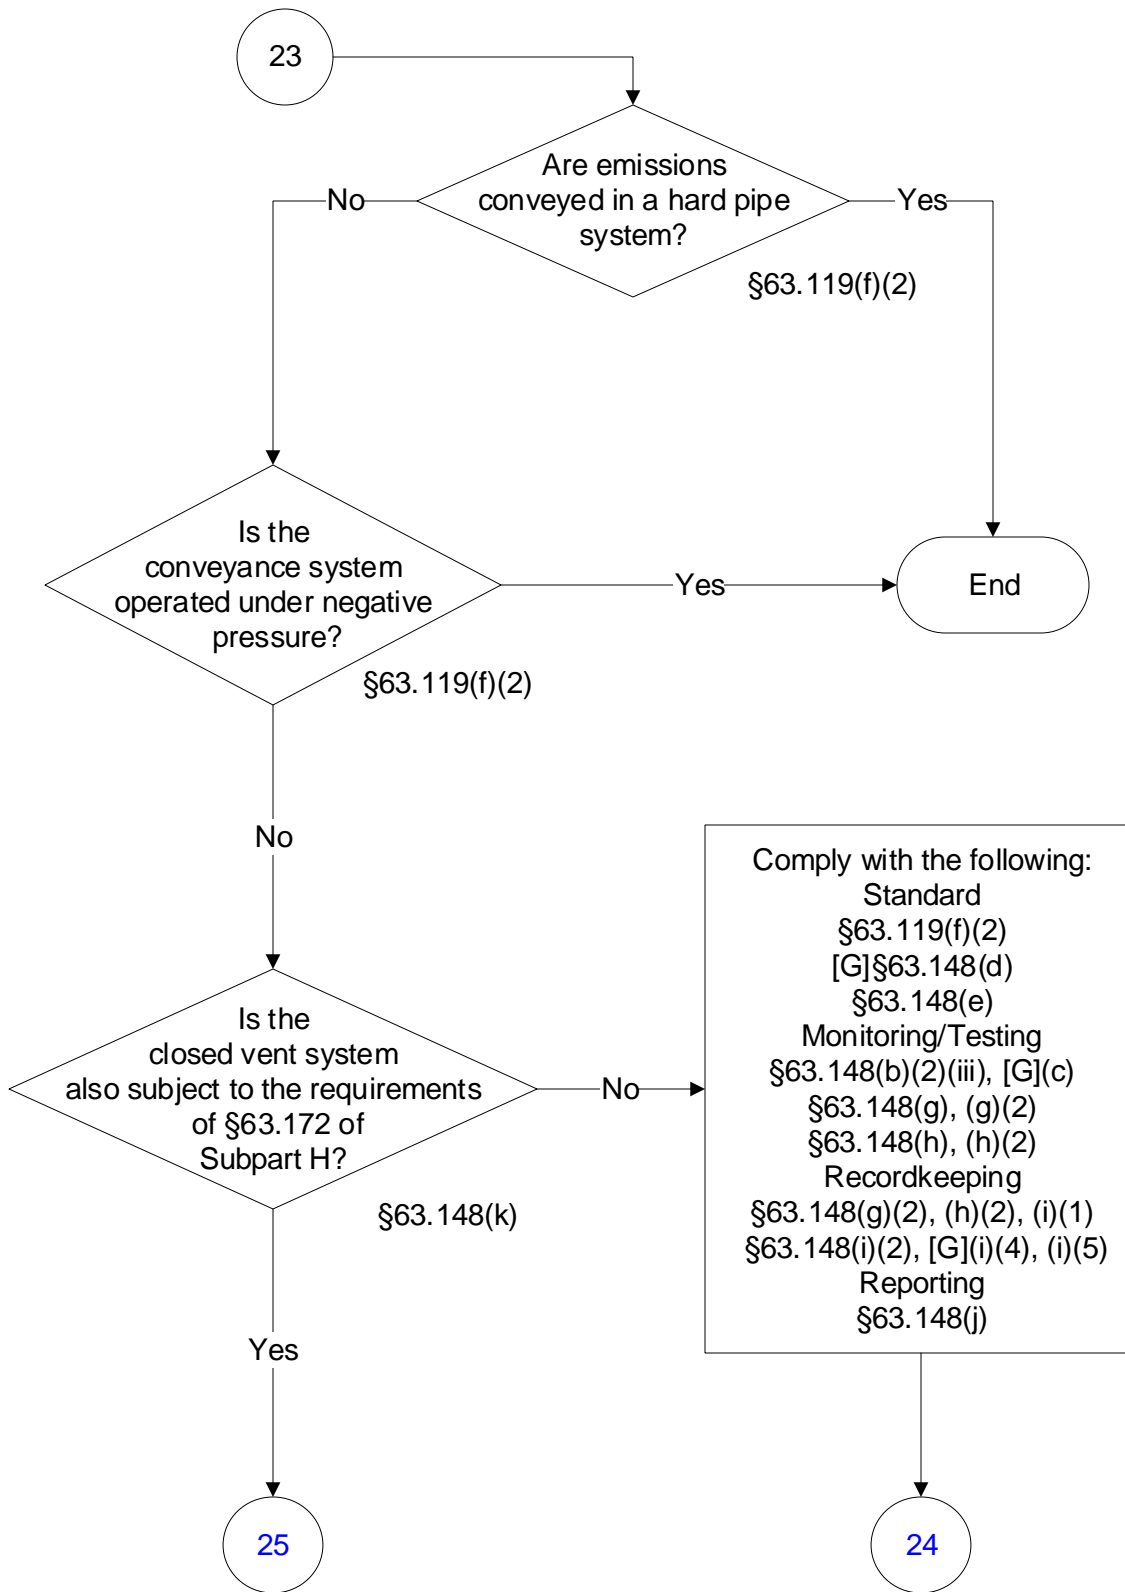 23
Are emissions
conveyed in a hard pipe
system?
No
Yes
§63.119(f)(2)
Is the
conveyance system
operated under negative
pressure?
Yes
End
§63.119(f)(2)
No
Is the
closed vent system
also subject to the requirements
of §63.172 of
Subpart H?
No
§63.148(k)
Comply with the following:
Standard
§63.119(f)(2)
[G]§63.148(d)
§63.148(e)
Monitoring/Testing
§63.148(b)(2)(iii), [G](c)
§63.148(g), (g)(2)
§63.148(h), (h)(2)
Recordkeeping
§63.148(g)(2), (h)(2), (i)(1)
§63.148(i)(2), [G](i)(4), (i)(5)
Reporting
§63.148(j)
Yes
25
24